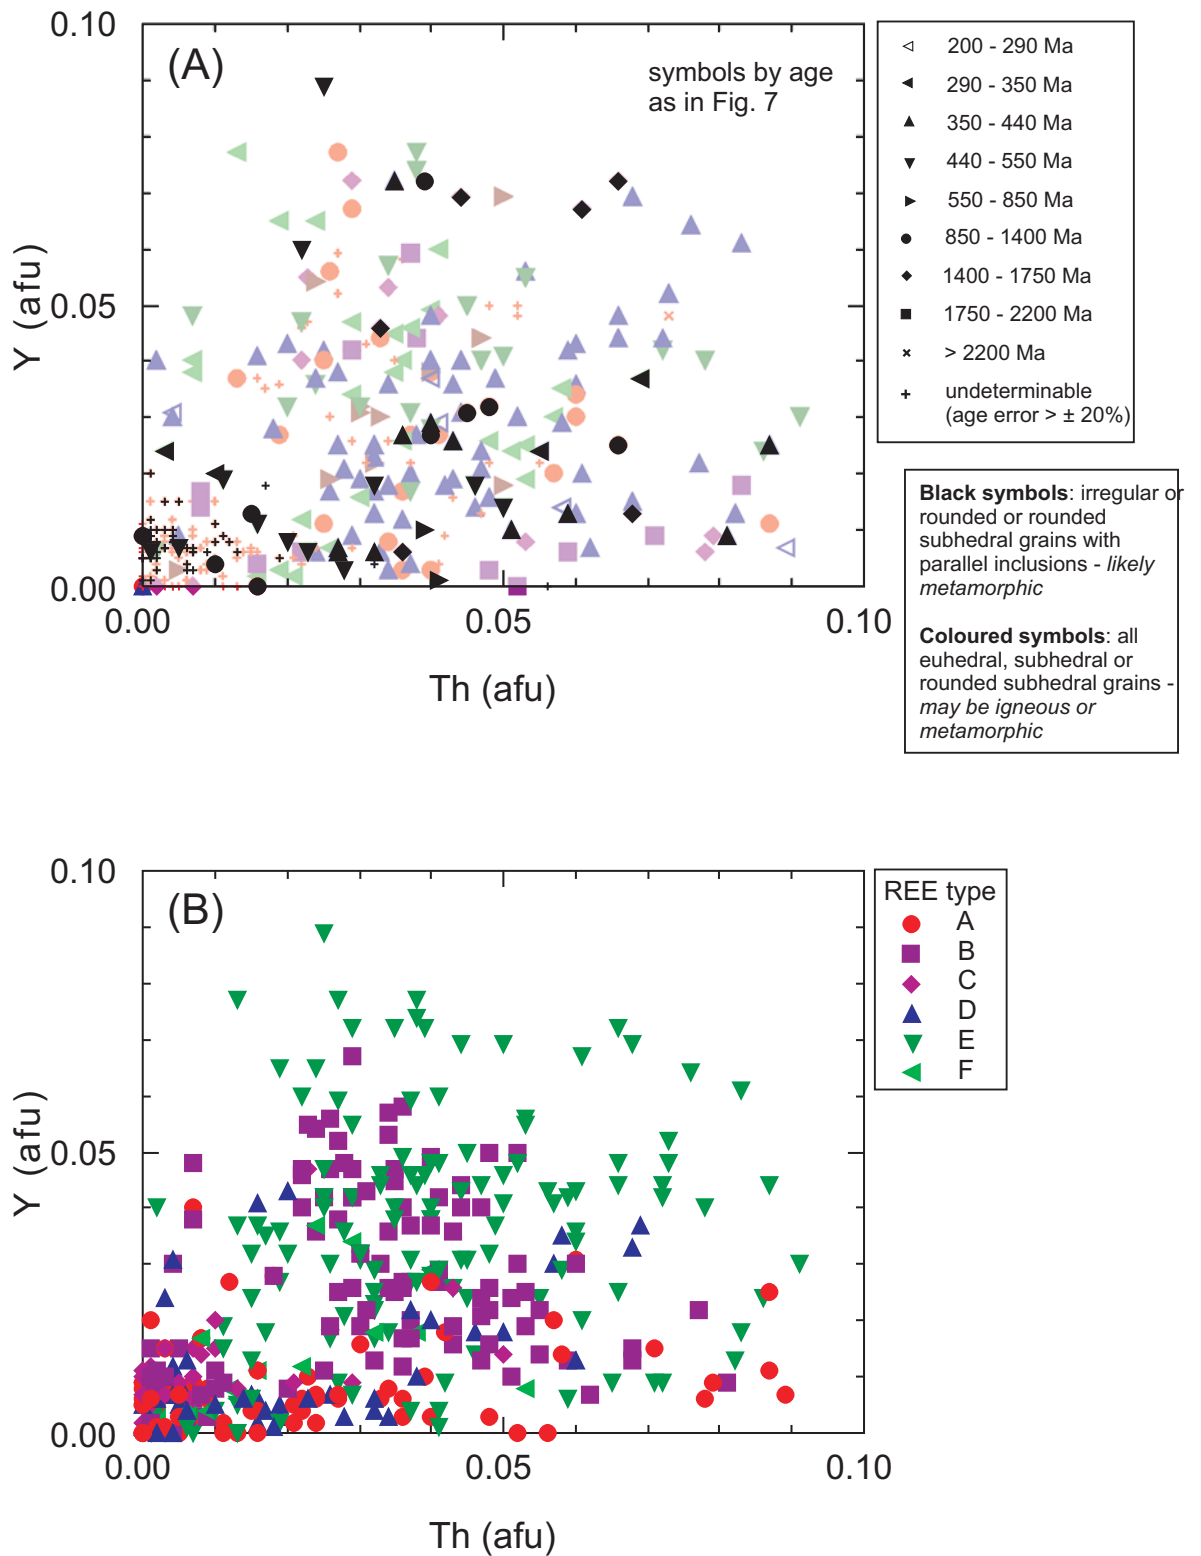 0.10
(A)
symbols by age
as in Fig. 7
0.05
Y (afu)
0.00
0.00
0.05
0.10
Th (afu)
200 - 290 Ma
290 - 350 Ma
350 - 440 Ma
440 - 550 Ma
550 - 850 Ma
850 - 1400 Ma
1400 - 1750 Ma
1750 - 2200 Ma
> 2200 Ma
undeterminable
(age error > ± 20%)
Black symbols: irregular or
rounded or rounded
subhedral grains with
parallel inclusions - likely
metamorphic
Coloured symbols: all
euhedral, subhedral or
rounded subhedral grains -
may be igneous or
metamorphic
0.10
(B)
0.05
Y (afu)
0.00
0.00
0.05
0.10
Th (afu)
REE type
A
B
C
D
E
F